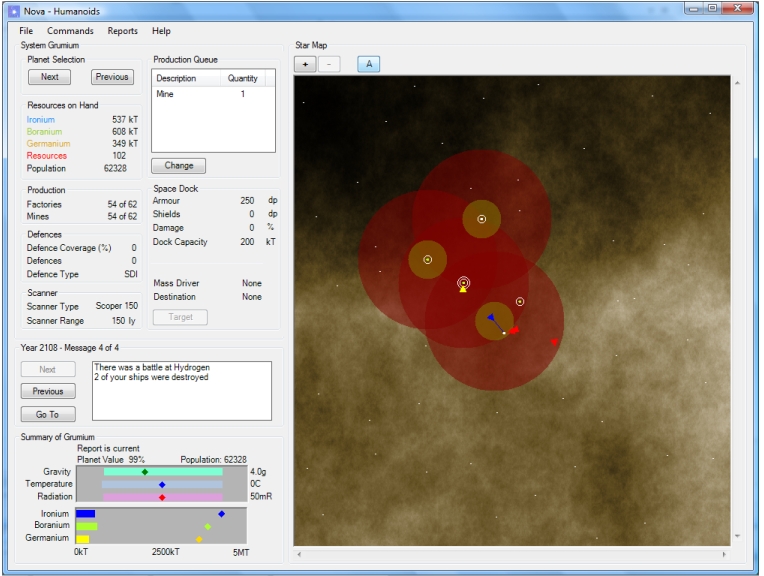 Nova - Humanoids
File Commands Reports Help
System Grumium
Planet Selection
Next Previous
Resources on Hand
Ironium 537 kT
Boranium 608 kT
Germanium 349 kT
Resources 102
Population 62328
Production
Factories 54 of 62
Mines 54 of 62
Defences
Defence Coverage (%) 0
Defences 0
Defence Type SDI
Scanner
Scanner Type Scoper 150
Scanner Range 150 ly
Production Queue
Description Quantity
Mine 1
Change
Space Dock
Armour 250 dp
Shields 0 dp
Damage 0 %
Dock Capacity 200 kT
Mass Driver None
Destination None
Target
Year 2108 - Message 4 of 4
Next
Previous
Go To
There was a battle at Hydrogen
2 of your ships were destroyed
Summary of Grumium
Report is current
Planet Value 99% Population: 62328
Gravity 4.0g
Temperature 0C
Radiation 50mR
Ironium
Boranium
Germanium
0kT 2500kT 5MT
Star Map
+ - A